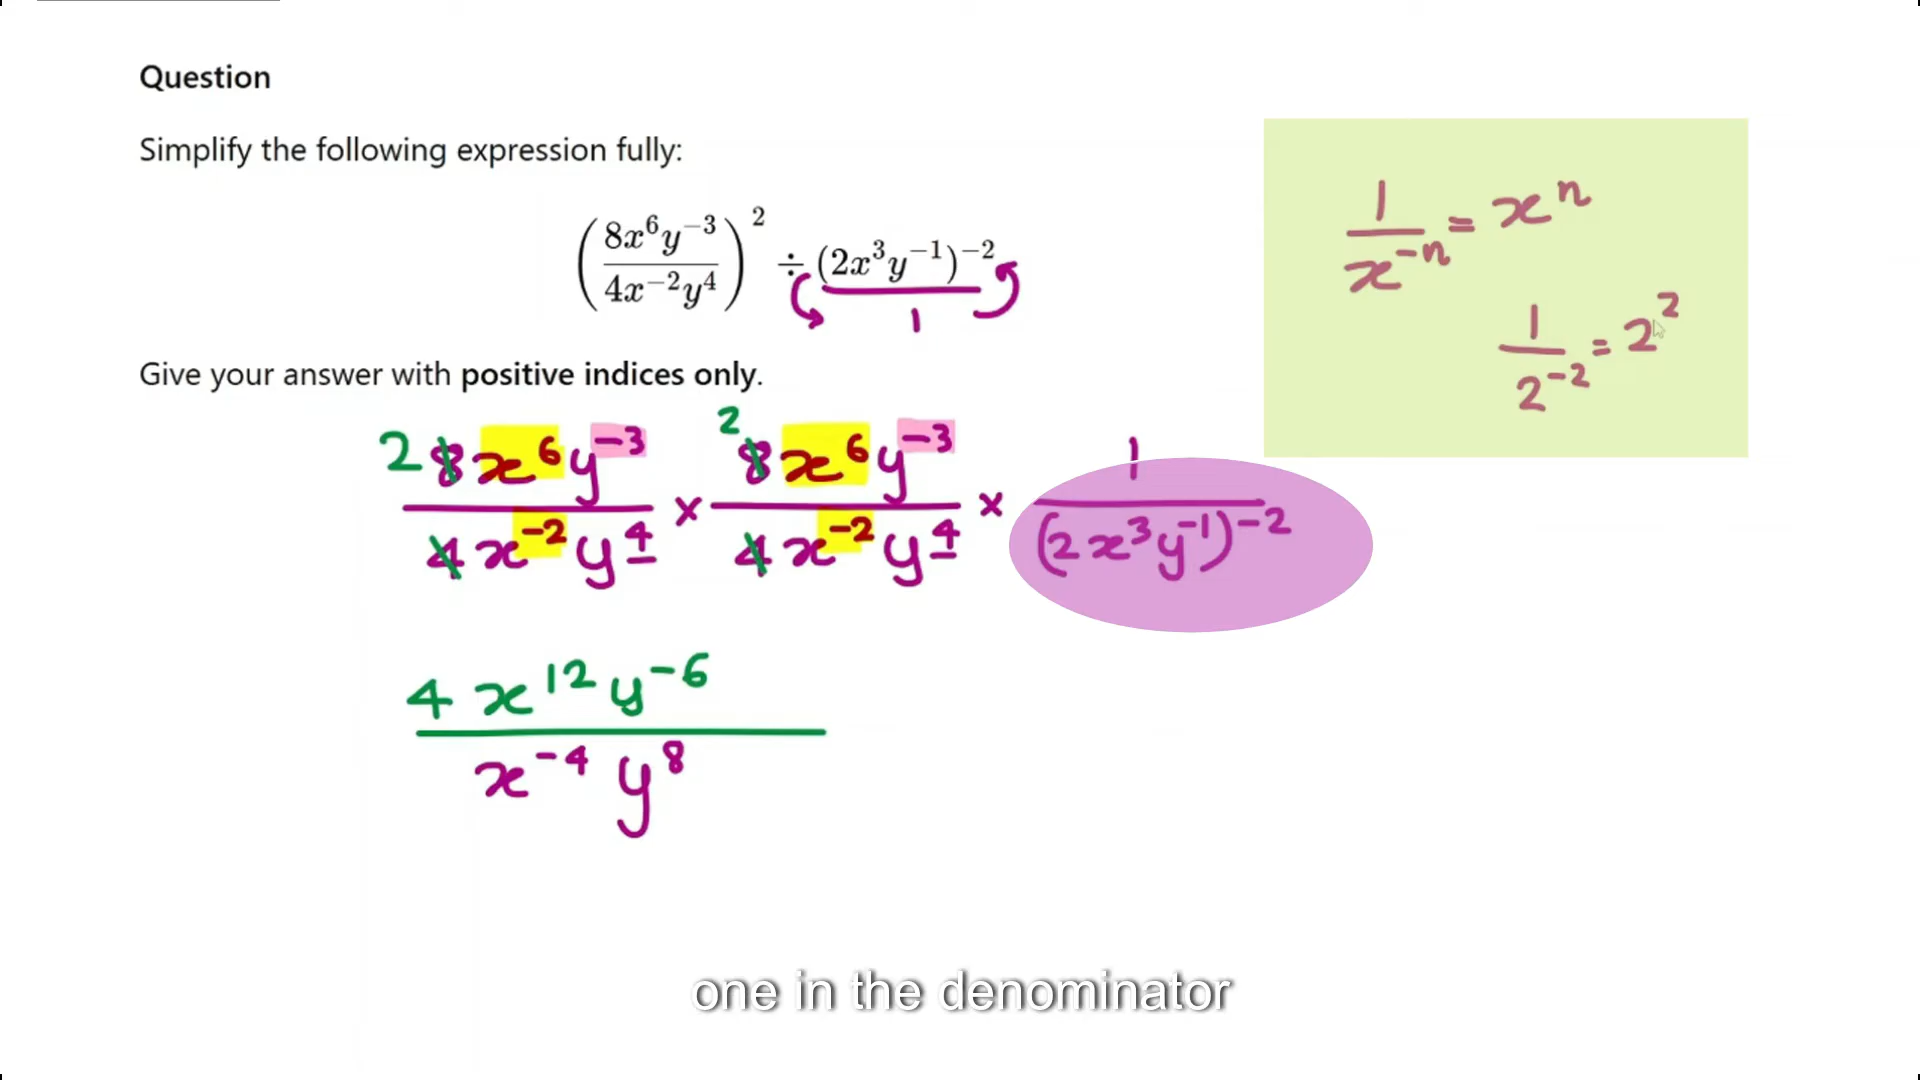 Question
Simplify the following expression fully:
(8x⁶y⁻³ / 4x⁻²y⁴)² ÷ (2x³y⁻¹)⁻²
1
1/x⁻ⁿ = xⁿ
1/2⁻² = 2²
Give your answer with positive indices only.
2 8x⁶y⁻³ / 4x⁻²y⁴ × 2 8x⁶y⁻³ / 4x⁻²y⁴ × 1 / (2x³y⁻¹)⁻²
4x¹²y⁻⁶ / x⁻⁴y⁸
one in the denominator